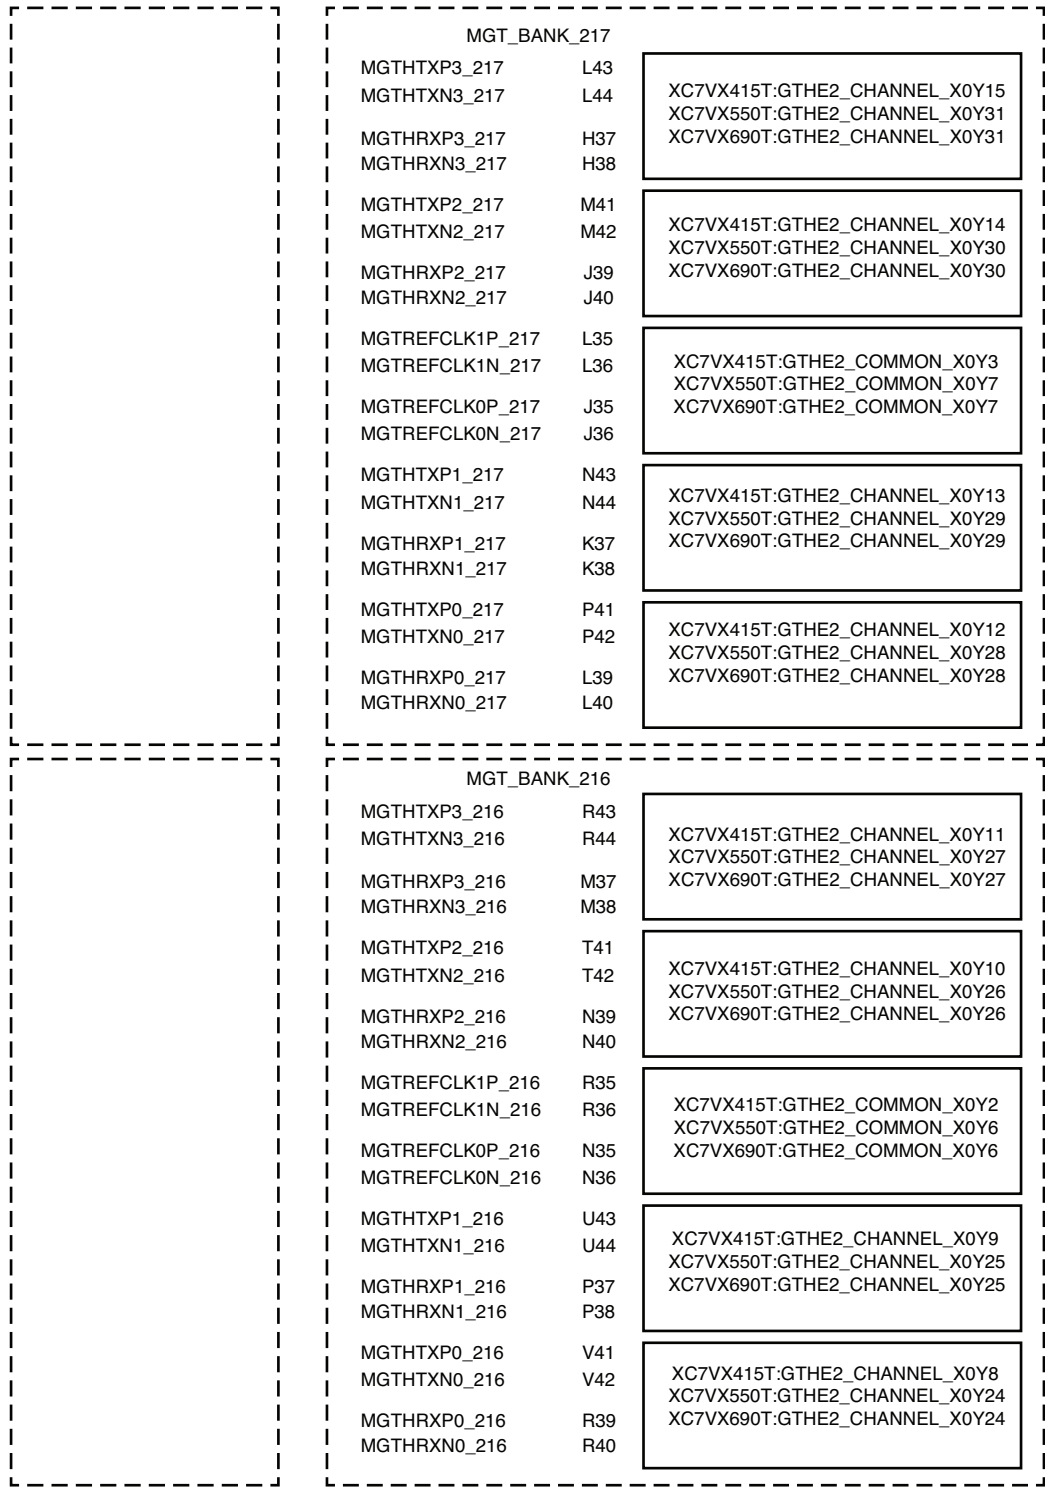 MGT_BANK_217
MGTHTXP3_217 L43
MGTHTXN3_217 L44
MGTHRXP3_217 H37
MGTHRXN3_217 H38
XC7VX415T:GTHE2_CHANNEL_X0Y15
XC7VX550T:GTHE2_CHANNEL_X0Y31
XC7VX690T:GTHE2_CHANNEL_X0Y31
MGTHTXP2_217 M41
MGTHTXN2_217 M42
MGTHRXP2_217 J39
MGTHRXN2_217 J40
XC7VX415T:GTHE2_CHANNEL_X0Y14
XC7VX550T:GTHE2_CHANNEL_X0Y30
XC7VX690T:GTHE2_CHANNEL_X0Y30
MGTREFCLK1P_217 L35
MGTREFCLK1N_217 L36
MGTREFCLK0P_217 J35
MGTREFCLK0N_217 J36
XC7VX415T:GTHE2_COMMON_X0Y3
XC7VX550T:GTHE2_COMMON_X0Y7
XC7VX690T:GTHE2_COMMON_X0Y7
MGTHTXP1_217 N43
MGTHTXN1_217 N44
MGTHRXP1_217 K37
MGTHRXN1_217 K38
XC7VX415T:GTHE2_CHANNEL_X0Y13
XC7VX550T:GTHE2_CHANNEL_X0Y29
XC7VX690T:GTHE2_CHANNEL_X0Y29
MGTHTXP0_217 P41
MGTHTXN0_217 P42
MGTHRXP0_217 L39
MGTHRXN0_217 L40
XC7VX415T:GTHE2_CHANNEL_X0Y12
XC7VX550T:GTHE2_CHANNEL_X0Y28
XC7VX690T:GTHE2_CHANNEL_X0Y28
MGT_BANK_216
MGTHTXP3_216 R43
MGTHTXN3_216 R44
MGTHRXP3_216 M37
MGTHRXN3_216 M38
XC7VX415T:GTHE2_CHANNEL_X0Y11
XC7VX550T:GTHE2_CHANNEL_X0Y27
XC7VX690T:GTHE2_CHANNEL_X0Y27
MGTHTXP2_216 T41
MGTHTXN2_216 T42
MGTHRXP2_216 N39
MGTHRXN2_216 N40
XC7VX415T:GTHE2_CHANNEL_X0Y10
XC7VX550T:GTHE2_CHANNEL_X0Y26
XC7VX690T:GTHE2_CHANNEL_X0Y26
MGTREFCLK1P_216 R35
MGTREFCLK1N_216 R36
MGTREFCLK0P_216 N35
MGTREFCLK0N_216 N36
XC7VX415T:GTHE2_COMMON_X0Y2
XC7VX550T:GTHE2_COMMON_X0Y6
XC7VX690T:GTHE2_COMMON_X0Y6
MGTHTXP1_216 U43
MGTHTXN1_216 U44
MGTHRXP1_216 P37
MGTHRXN1_216 P38
XC7VX415T:GTHE2_CHANNEL_X0Y9
XC7VX550T:GTHE2_CHANNEL_X0Y25
XC7VX690T:GTHE2_CHANNEL_X0Y25
MGTHTXP0_216 V41
MGTHTXN0_216 V42
MGTHRXP0_216 R39
MGTHRXN0_216 R40
XC7VX415T:GTHE2_CHANNEL_X0Y8
XC7VX550T:GTHE2_CHANNEL_X0Y24
XC7VX690T:GTHE2_CHANNEL_X0Y24